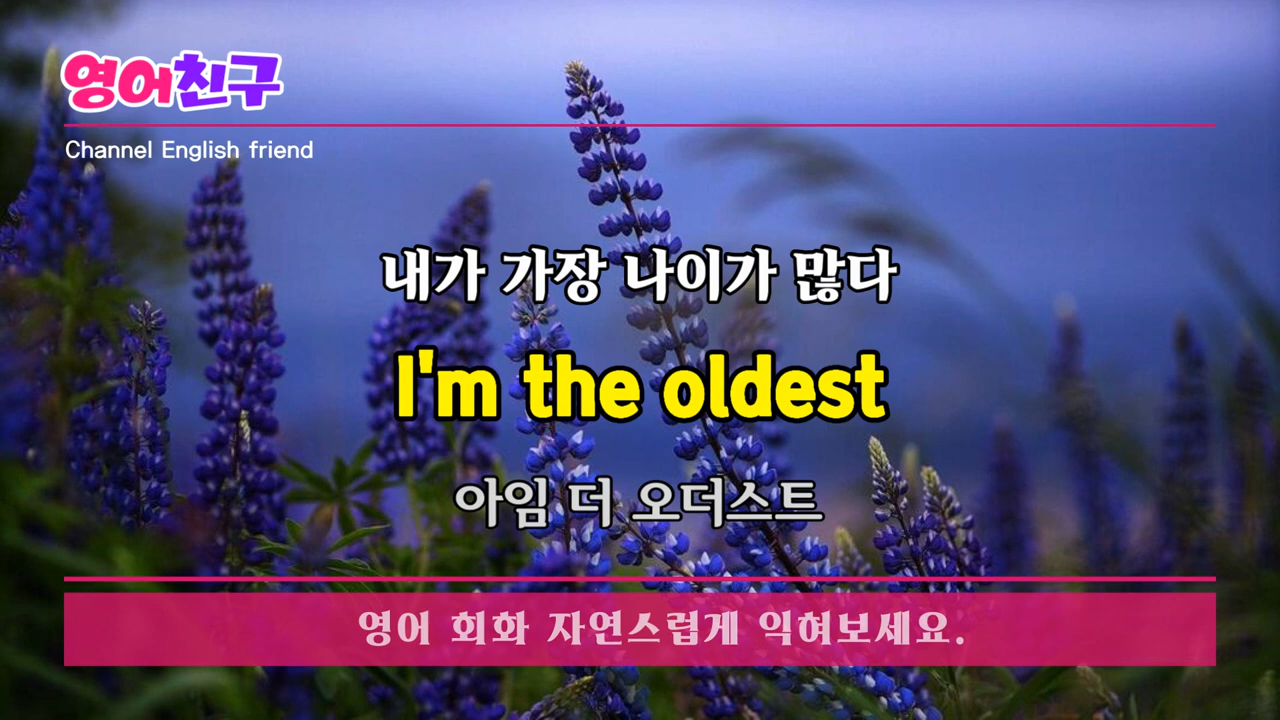 영어친구
Channel English friend
내가 가장 나이가 많다
I'm the oldest
아임 더 오더스트
영어 회화 자연스럽게 익혀보세요.